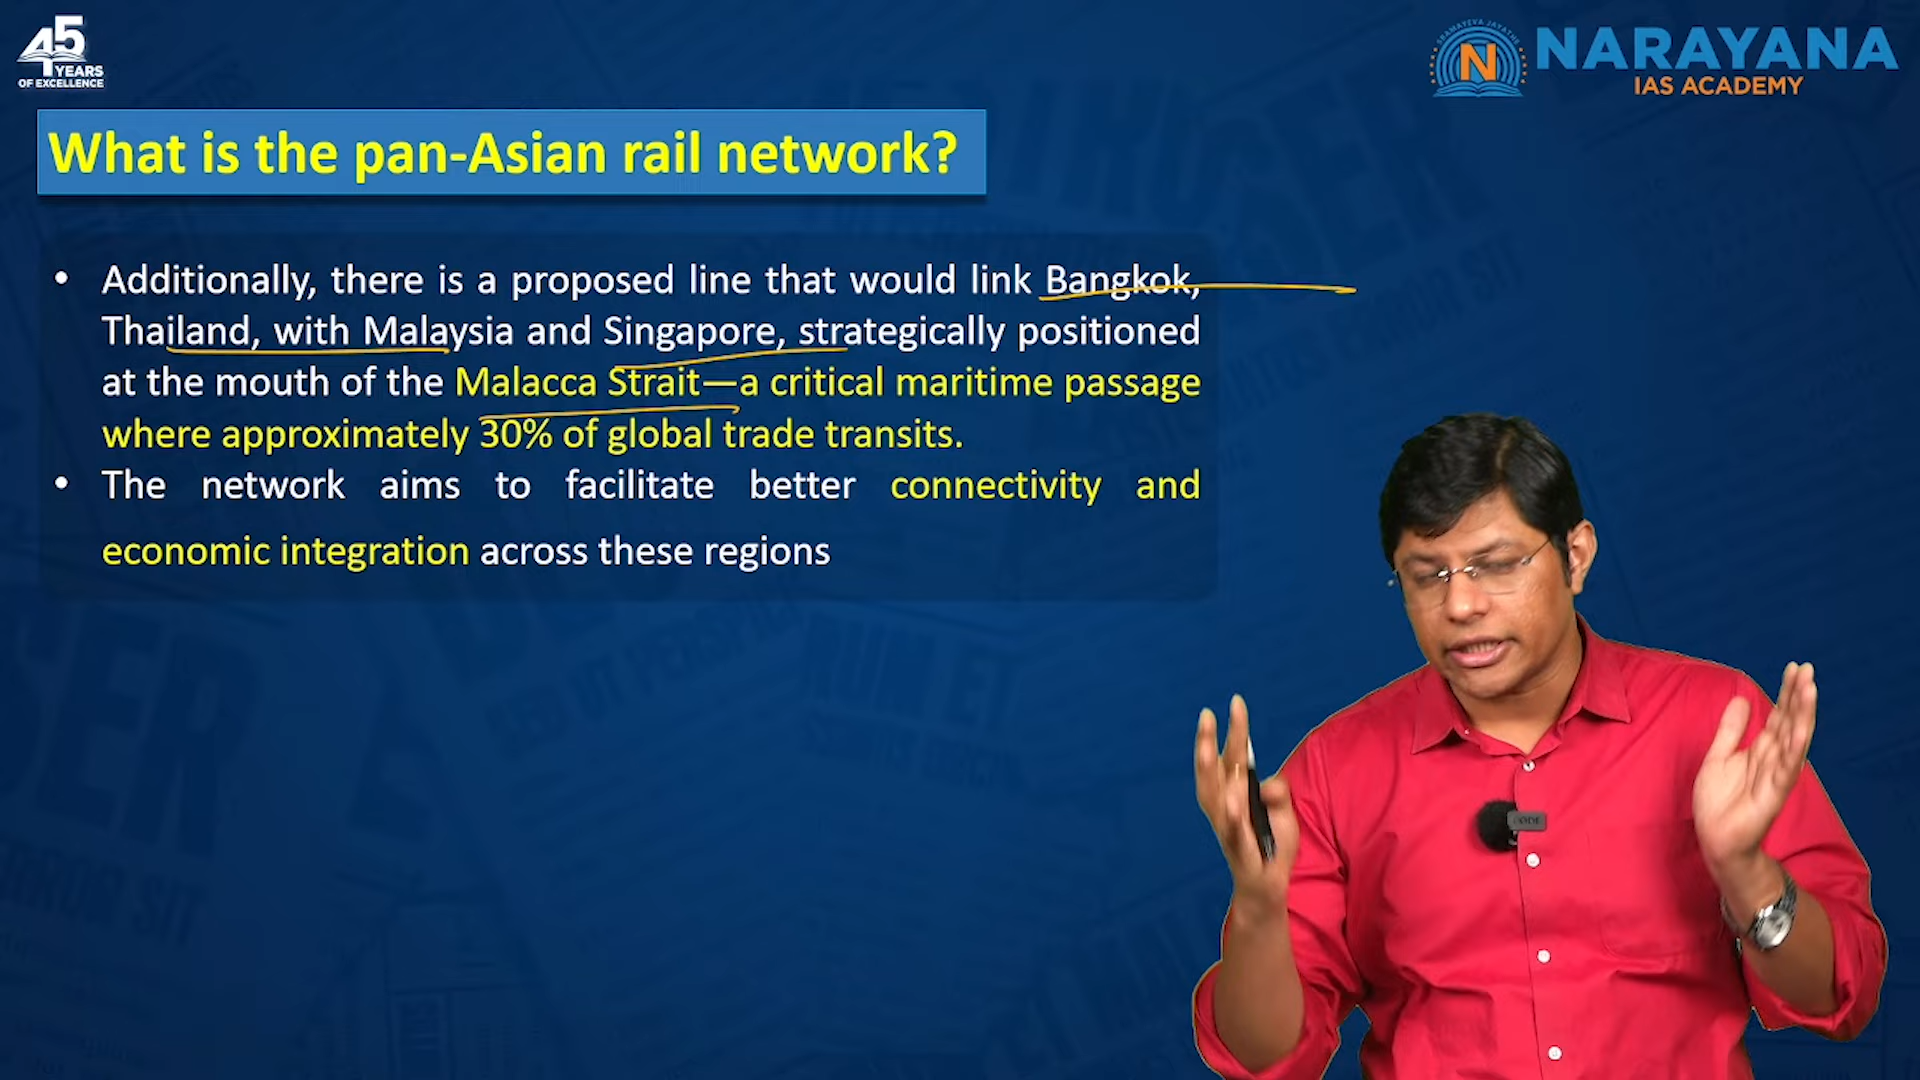 45
YEARS
OF EXCELLENCE
NARAYANA
IAS ACADEMY
What is the pan-Asian rail network?
• Additionally, there is a proposed line that would link Bangkok,
Thailand, with Malaysia and Singapore, strategically positioned
at the mouth of the Malacca Strait—a critical maritime passage
where approximately 30% of global trade transits.
• The network aims to facilitate better connectivity and
economic integration across these regions